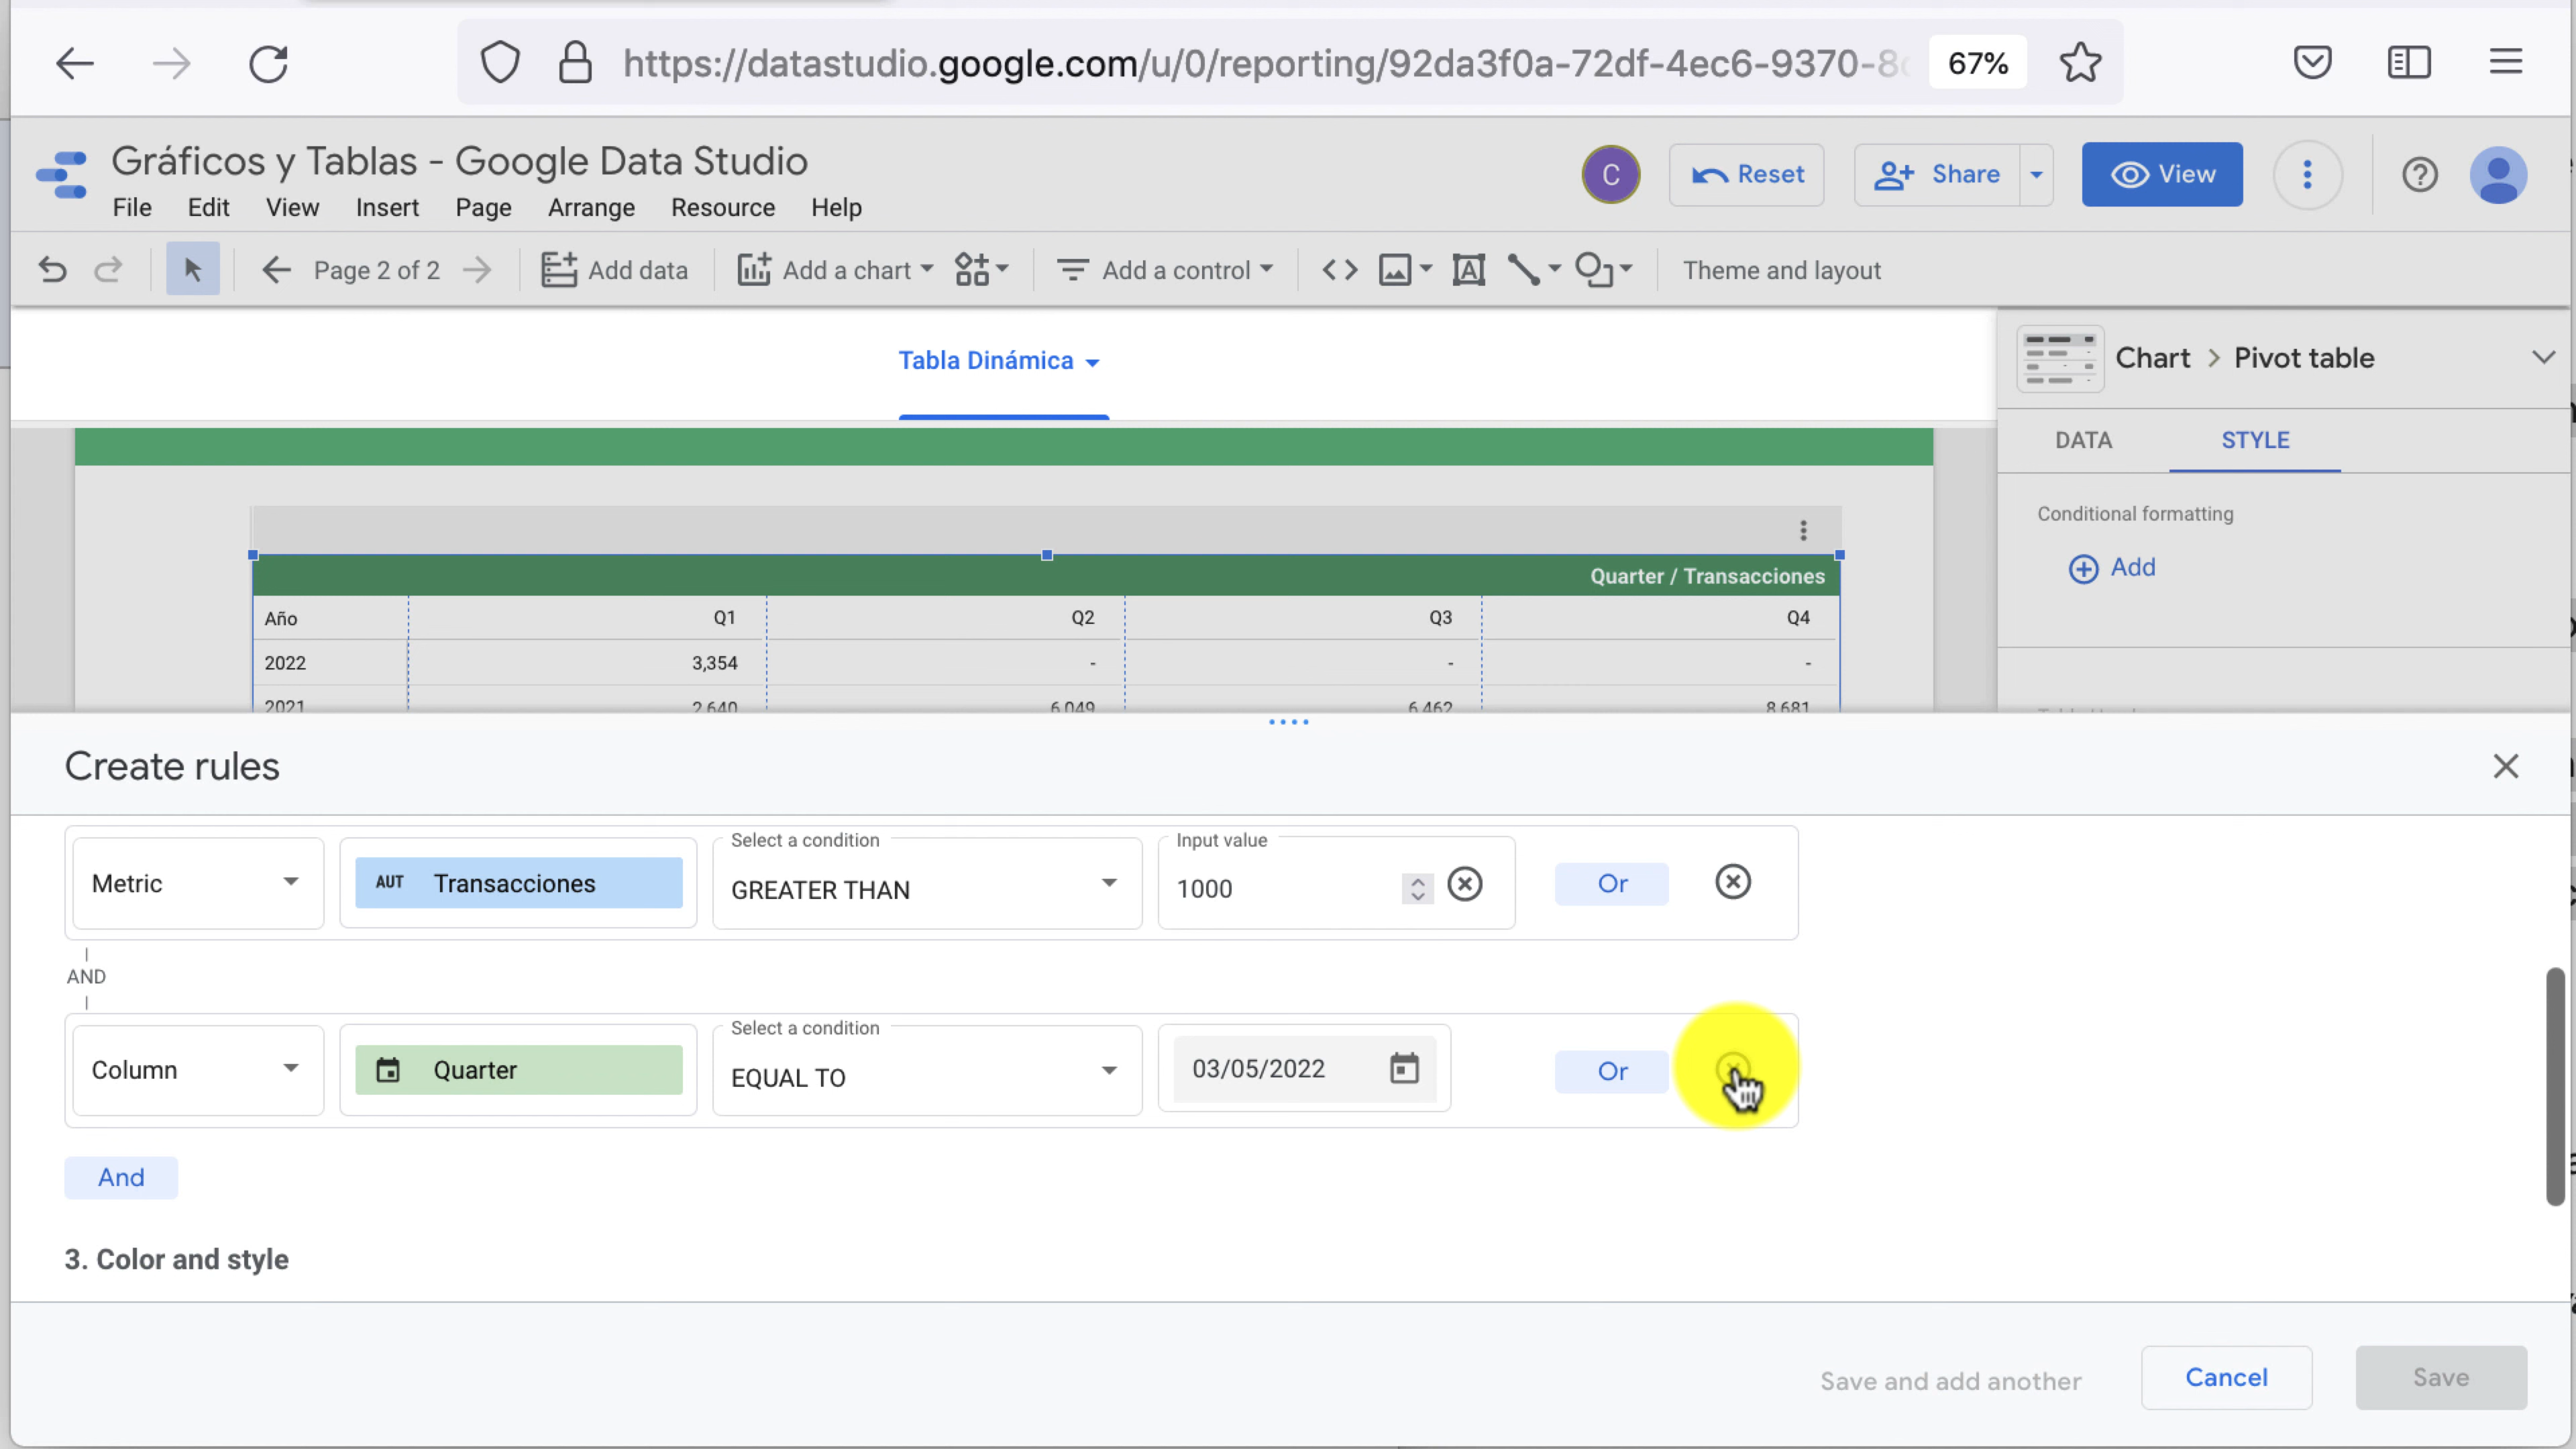 https://datastudio.google.com/u/0/reporting/92da3f0a-72df-4ec6-9370-8
67%
Gráficos y Tablas - Google Data Studio
C
Reset
Share
View
File Edit View Insert Page Arrange Resource Help
Page 2 of 2
Add data
Add a chart
Add a control
Theme and layout
Tabla Dinámica
Chart > Pivot table
DATA STYLE
Conditional formatting
Add
Quarter / Transacciones
Año Q1 Q2 Q3 Q4
2022 3,354 - - -
2021 2,640 6,049 6,462 8,681
Create rules
Metric
AUT Transacciones
Select a condition
GREATER THAN
Input value
1000
Or
AND
Column
Quarter
Select a condition
EQUAL TO
03/05/2022
Or
And
3. Color and style
Save and add another
Cancel
Save